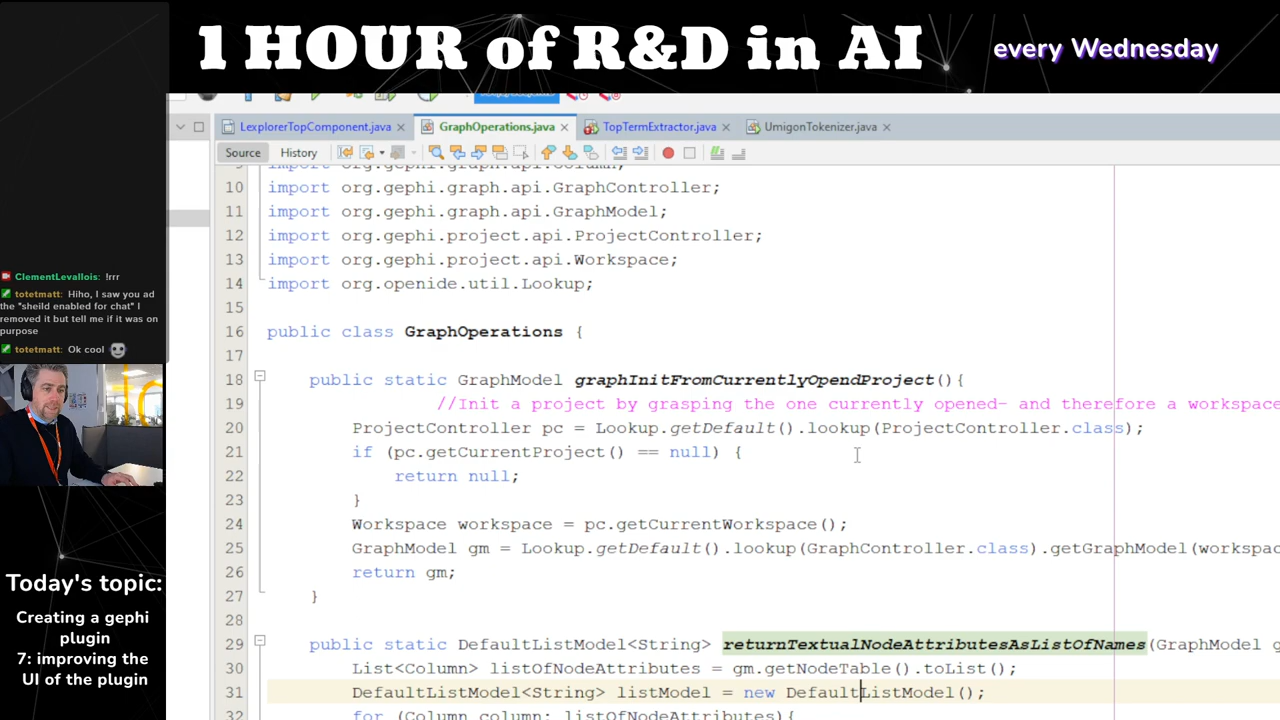 1 HOUR of R&D in AI
every Wednesday
LexplorerTopComponent.java
GraphOperations.java
TopTermExtractor.java
UmigonTokenizer.java
Source
History
10 import org.gephi.graph.api.GraphController;
11 import org.gephi.graph.api.GraphModel;
12 import org.gephi.project.api.ProjectController;
13 import org.gephi.project.api.Workspace;
14 import org.openide.util.Lookup;
15
16 public class GraphOperations {
17
18 public static GraphModel graphInitFromCurrentlyOpendProject(){
19 //Init a project by grasping the one currently opened- and therefore a workspace
20 ProjectController pc = Lookup.getDefault().lookup(ProjectController.class);
21 if (pc.getCurrentProject() == null) {
22 return null;
23 }
24 Workspace workspace = pc.getCurrentWorkspace();
25 GraphModel gm = Lookup.getDefault().lookup(GraphController.class).getGraphModel(workspac
26 return gm;
27 }
28
29 public static DefaultListModel<String> returnTextualNodeAttributesAsListOfNames(GraphModel g
30 List<Column> listOfNodeAttributes = gm.getNodeTable().toList();
31 DefaultListModel<String> listModel = new DefaultListModel();
32 for (Column column: listOfNodeAttributes){
ClementLevallois: !rrr
totetmatt: Hiho, I saw you ad
the "sheild enabled for chat" I
removed it but tell me if it was on
purpose
totetmatt: Ok cool
Today's topic:
Creating a gephi
plugin
7: improving the
UI of the plugin